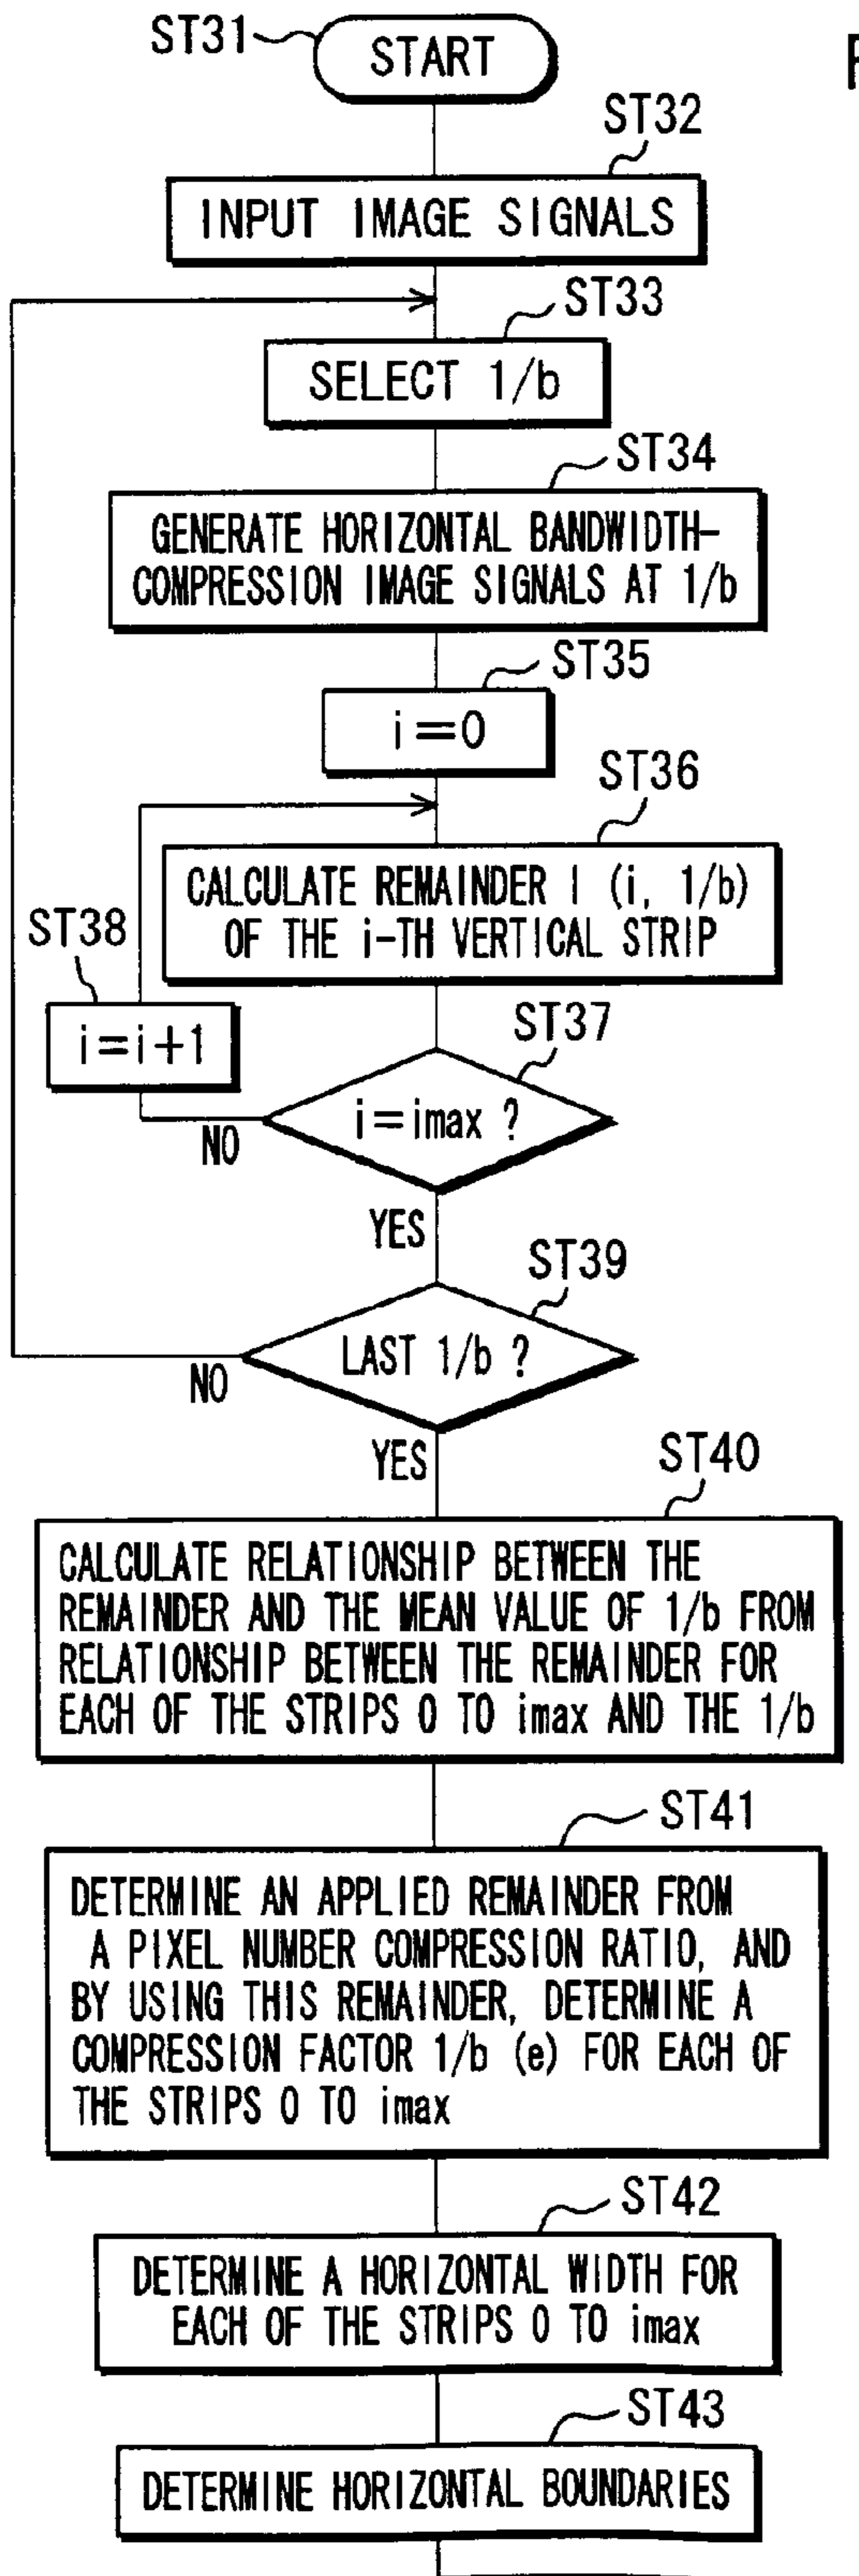 ST31
START
F
ST32
INPUT IMAGE SIGNALS
ST33
SELECT 1/b
ST34
GENERATE HORIZONTAL BANDWIDTH-
COMPRESSION IMAGE SIGNALS AT 1/b
ST35
i=0
ST36
CALCULATE REMAINDER I (i, 1/b)
OF THE i-TH VERTICAL STRIP
ST38
i=i+1
ST37
i=imax ?
NO
YES
ST39
LAST 1/b ?
NO
YES
ST40
CALCULATE RELATIONSHIP BETWEEN THE
REMAINDER AND THE MEAN VALUE OF 1/b FROM
RELATIONSHIP BETWEEN THE REMAINDER FOR
EACH OF THE STRIPS 0 TO imax AND THE 1/b
ST41
DETERMINE AN APPLIED REMAINDER FROM
A PIXEL NUMBER COMPRESSION RATIO, AND
BY USING THIS REMAINDER, DETERMINE A
COMPRESSION FACTOR 1/b (e) FOR EACH OF
THE STRIPS 0 TO imax
ST42
DETERMINE A HORIZONTAL WIDTH FOR
EACH OF THE STRIPS 0 TO imax
ST43
DETERMINE HORIZONTAL BOUNDARIES